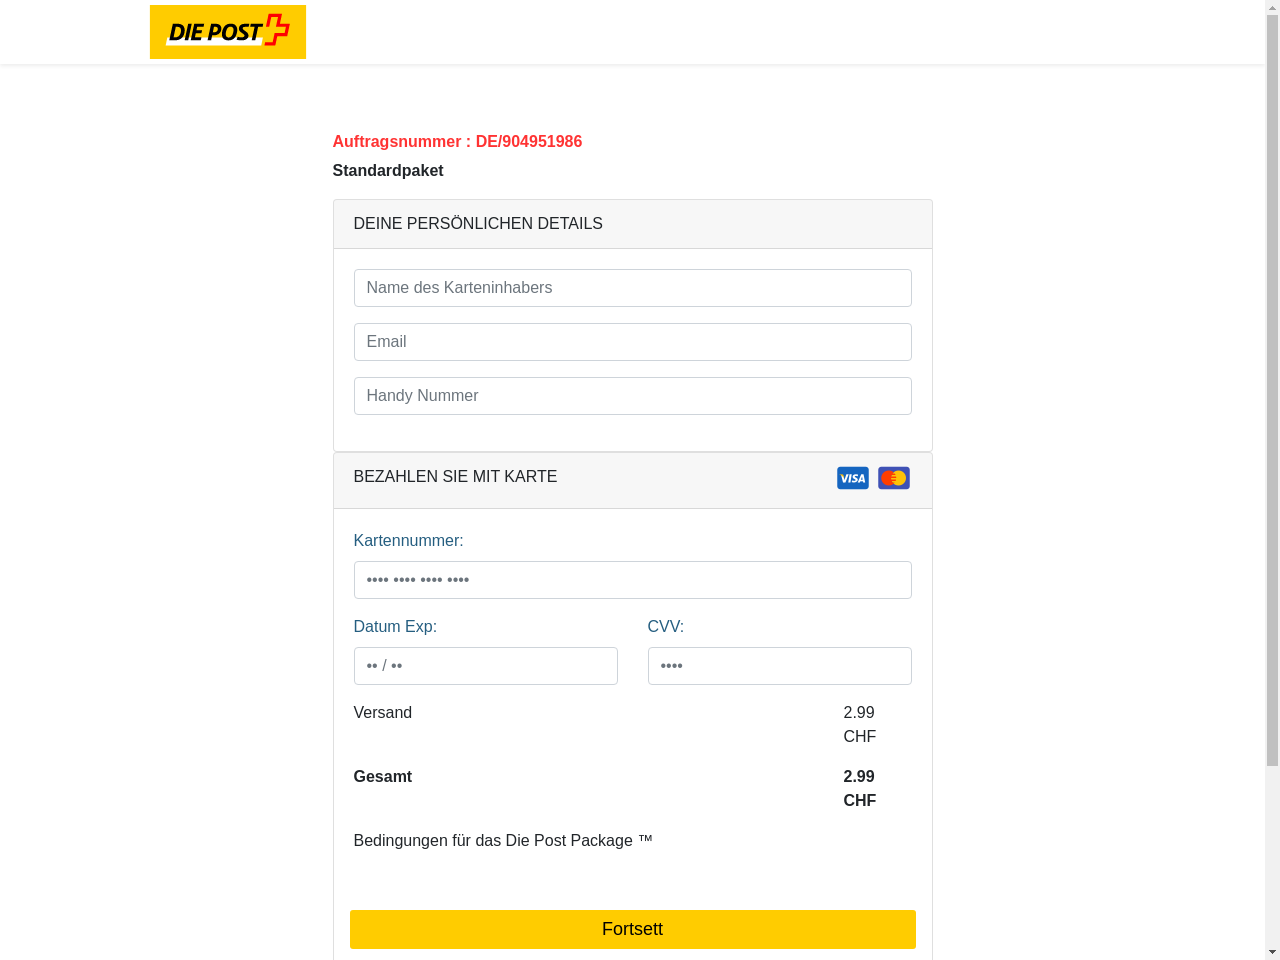 DIE POST
Auftragsnummer : DE/904951986
Standardpaket
DEINE PERSÖNLICHEN DETAILS
Name des Karteninhabers
Email
Handy Nummer
BEZAHLEN SIE MIT KARTE
VISA
Kartennummer:
•••• •••• •••• ••••
Datum Exp:
CVV:
•• / ••
••••
Versand
2.99
CHF
Gesamt
2.99
CHF
Bedingungen für das Die Post Package ™
Fortsett